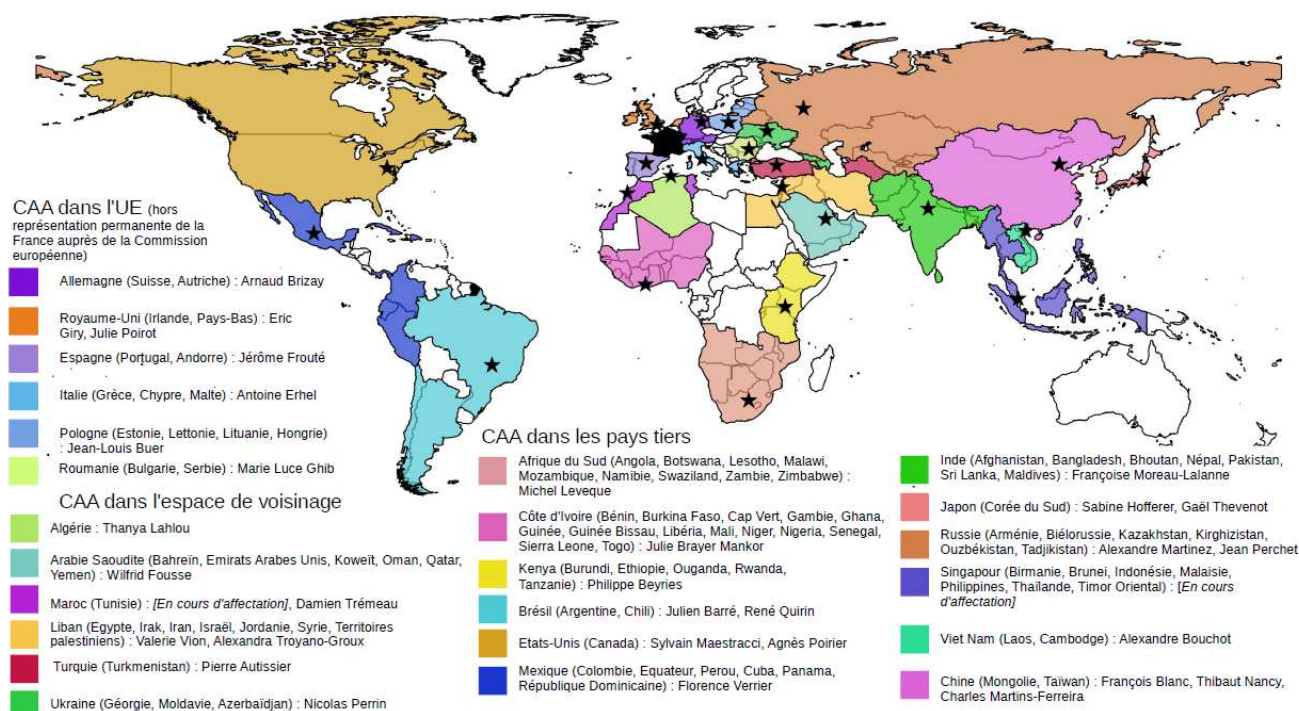 CAA dans l'UE (hors
représentation permanente de la
France auprès de la Commission
européenne)
Allemagne (Suisse, Autriche) : Arnaud Brizay
Royaume-Uni (Irlande, Pays-Bas) : Eric
Giry, Julie Poirot
Espagne (Portugal, Andorre) : Jérôme Frouté
Italie (Grèce, Chypre, Malte) : Antoine Erhel
Pologne (Estonie, Lettonie, Lituanie, Hongrie)
: Jean-Louis Buer
Roumanie (Bulgarie, Serbie) : Marie Luce Ghib
CAA dans l'espace de voisinage
Algérie : Thanya Lahlou
Arabie Saoudite (Bahreïn, Emirats Arabes Unis, Koweït, Oman, Qatar,
Yemen) : Wilfrid Fousse
Maroc (Tunisie) : [En cours d'affectation], Damien Trémeau
Liban (Egypte, Irak, Iran, Israël, Jordanie, Syrie, Territoires
palestiniens) : Valerie Vion, Alexandra Troyano-Groux
Turquie (Turkmenistan) : Pierre Autissier
Ukraine (Géorgie, Moldavie, Azerbaïdjan) : Nicolas Perrin
CAA dans les pays tiers
Afrique du Sud (Angola, Botswana, Lesotho, Malawi,
Mozambique, Namibie, Swaziland, Zambie, Zimbabwe) :
Michel Leveque
Côte d'Ivoire (Bénin, Burkina Faso, Cap Vert, Gambie, Ghana,
Guinée, Guinée Bissau, Libéria, Mali, Niger, Nigeria, Senegal,
Sierra Leone, Togo) : Julie Brayer Mankor
Kenya (Burundi, Ethiopie, Ouganda, Rwanda,
Tanzanie) : Philippe Beyries
Brésil (Argentine, Chili) : Julien Barré, René Quirin
Etats-Unis (Canada) : Sylvain Maestracci, Agnès Poirier
Mexique (Colombie, Equateur, Perou, Cuba, Panama,
République Dominicaine) : Florence Verrier
Inde (Afghanistan, Bangladesh, Bhoutan, Népal, Pakistan,
Sri Lanka, Maldives) : Françoise Moreau-Lalanne
Japon (Corée du Sud) : Sabine Hofferer, Gaël Thevenot
Russie (Arménie, Biélorussie, Kazakhstan, Kirghizistan,
Ouzbékistan, Tadjikistan) : Alexandre Martinez, Jean Perchet
Singapour (Birmanie, Brunei, Indonésie, Malaisie,
Philippines, Thaïlande, Timor Oriental) : [En cours
d'affectation]
Viet Nam (Laos, Cambodge) : Alexandre Bouchot
Chine (Mongolie, Taïwan) : François Blanc, Thibaut Nancy,
Charles Martins-Ferreira